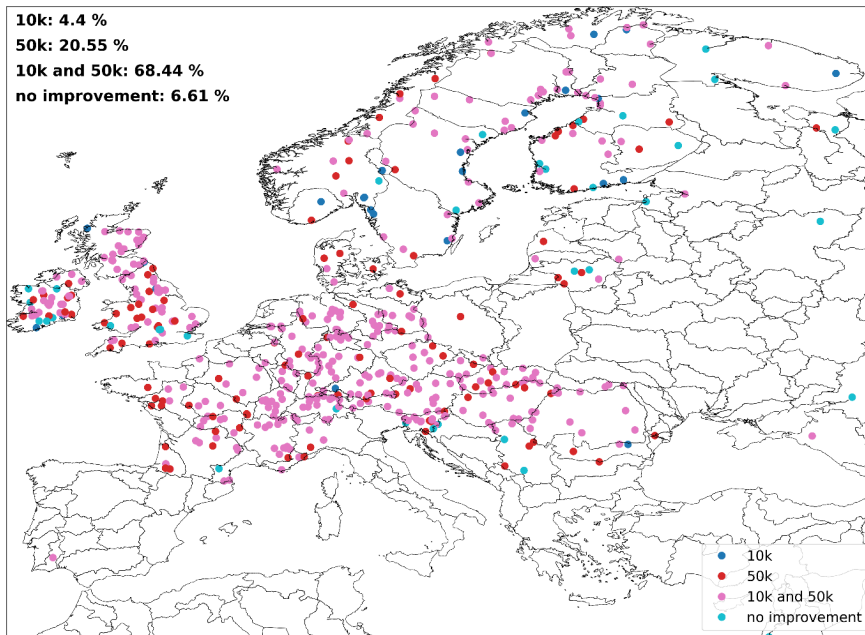 10k: 4.4 %
50k: 20.55 %
10k and 50k: 68.44 %
no improvement: 6.61 %
10k
50k
10k and 50k
no improvement